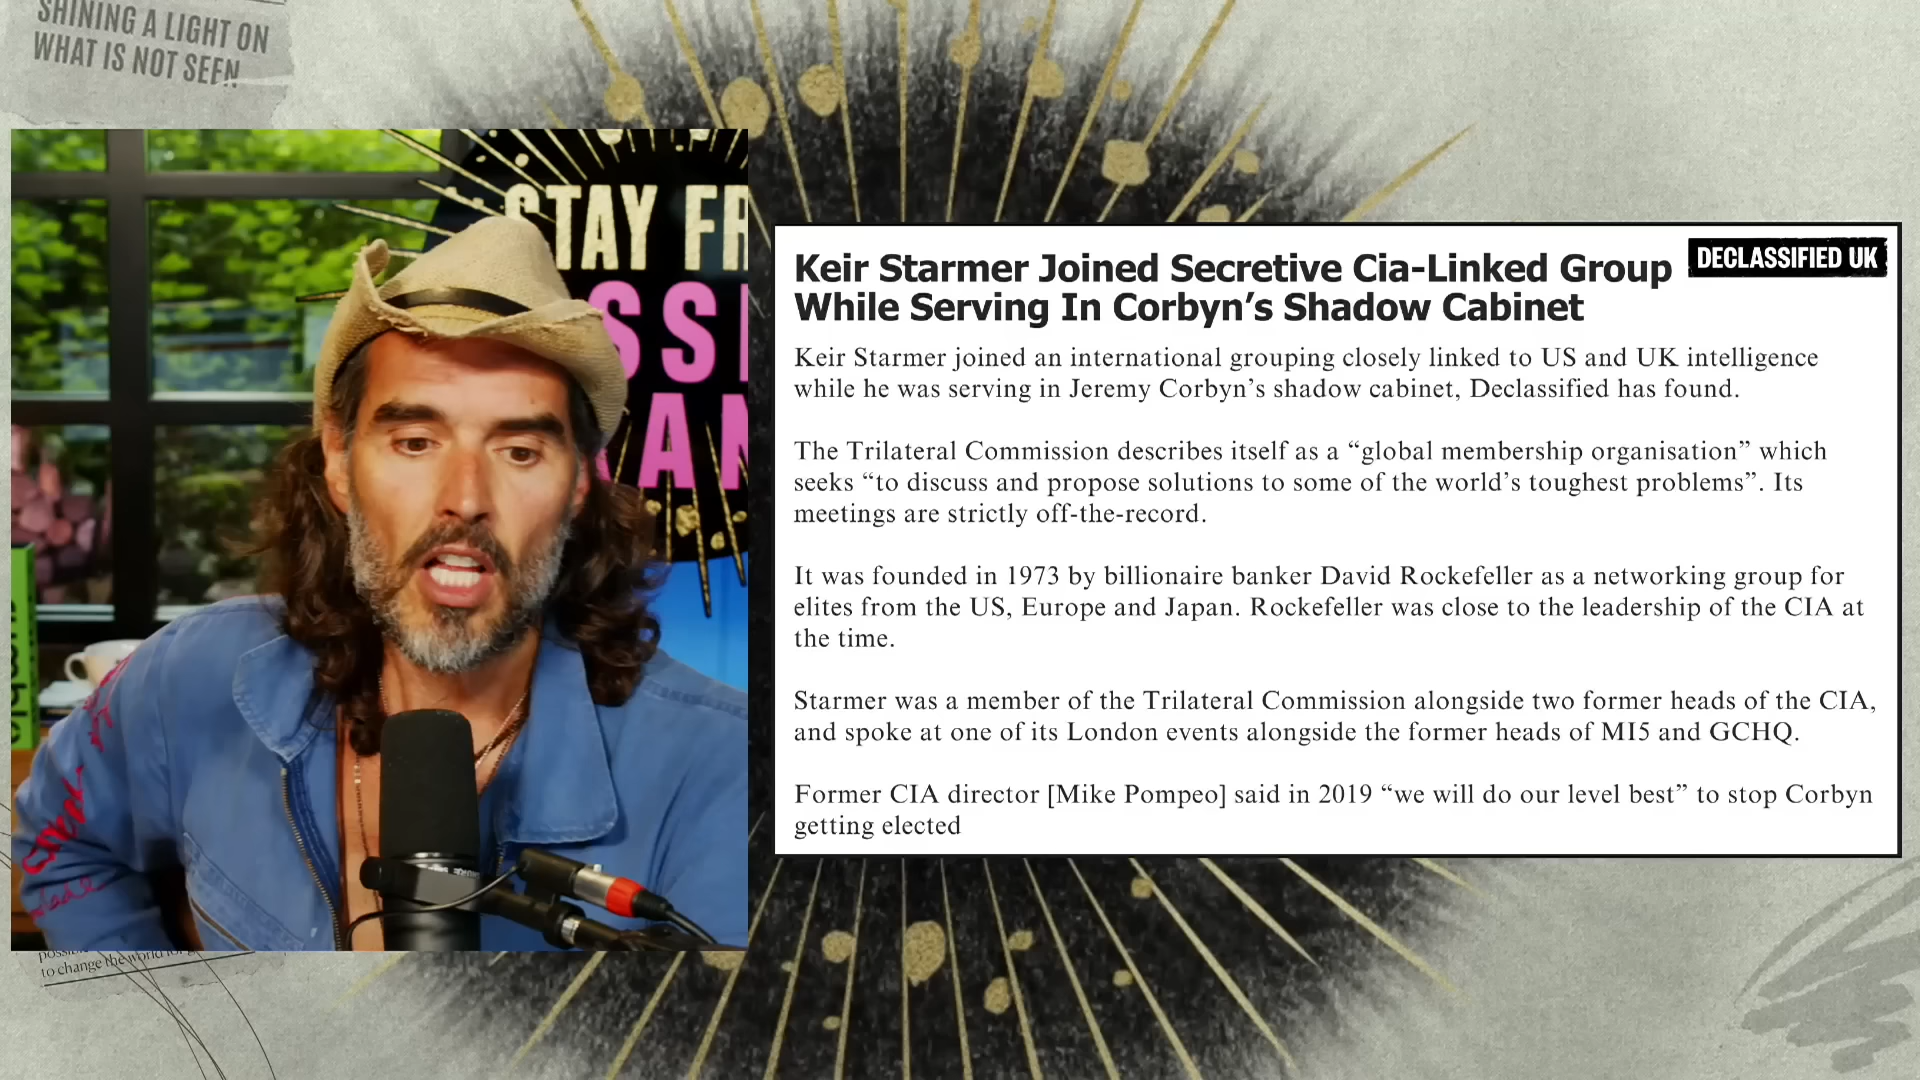 SHINING A LIGHT ON
WHAT IS NOT SEEN.
STAY FR
SS
AN
Keir Starmer Joined Secretive Cia-Linked Group
While Serving In Corbyn’s Shadow Cabinet
DECLASSIFIED UK
Keir Starmer joined an international grouping closely linked to US and UK intelligence
while he was serving in Jeremy Corbyn’s shadow cabinet, Declassified has found.
The Trilateral Commission describes itself as a “global membership organisation” which
seeks “to discuss and propose solutions to some of the world’s toughest problems”. Its
meetings are strictly off-the-record.
It was founded in 1973 by billionaire banker David Rockefeller as a networking group for
elites from the US, Europe and Japan. Rockefeller was close to the leadership of the CIA at
the time.
Starmer was a member of the Trilateral Commission alongside two former heads of the CIA,
and spoke at one of its London events alongside the former heads of MI5 and GCHQ.
Former CIA director [Mike Pompeo] said in 2019 “we will do our level best” to stop Corbyn
getting elected
to change the world